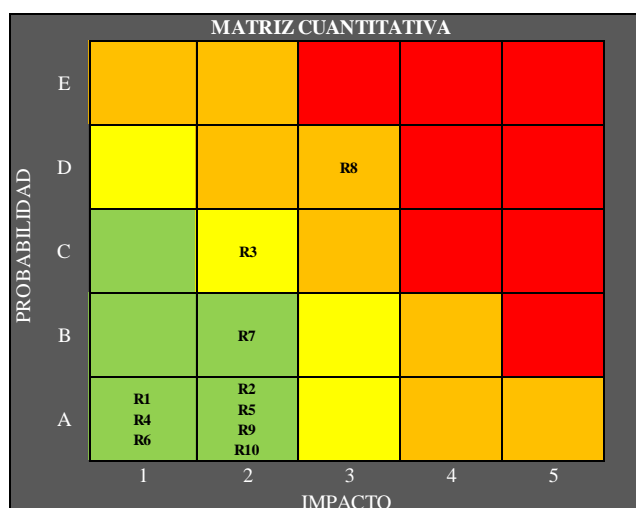 MATRIZ CUANTITATIVA
PROBABILIDAD
E
D
R8
C
R3
B
R7
A
R1
R4
R6
R2
R5
R9
R10
1 2 3 4 5
IMPACTO